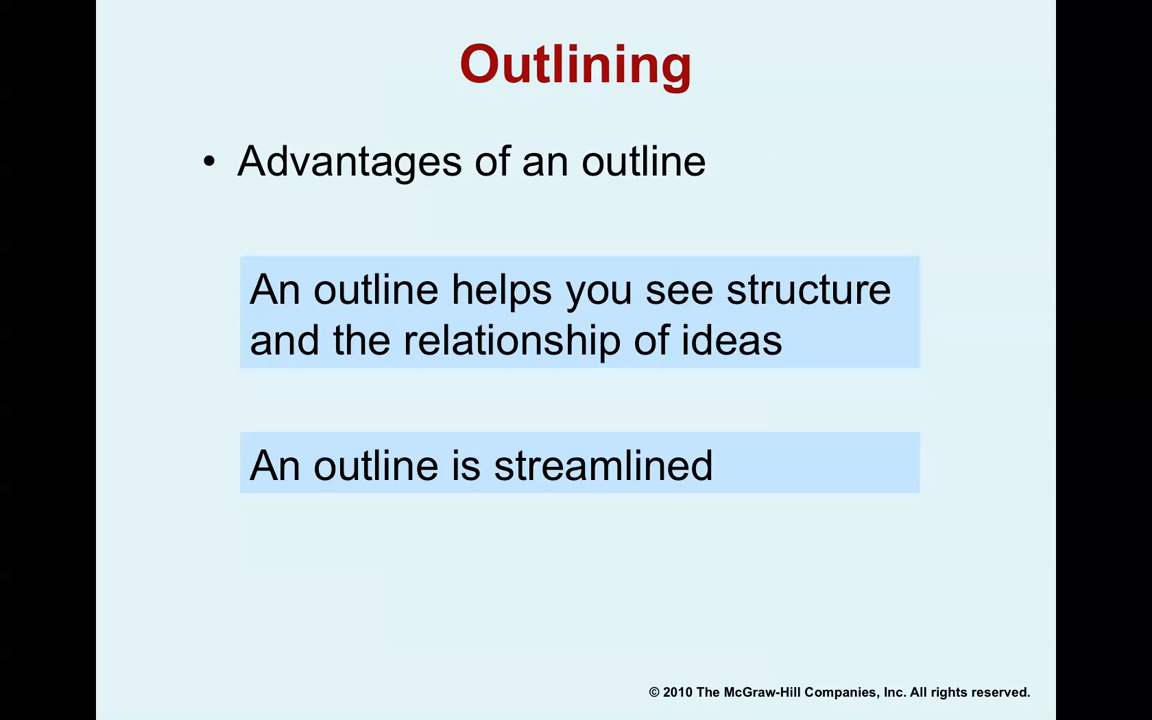 Outlining
• Advantages of an outline
An outline helps you see structure
and the relationship of ideas
An outline is streamlined
© 2010 The McGraw-Hill Companies, Inc. All rights reserved.